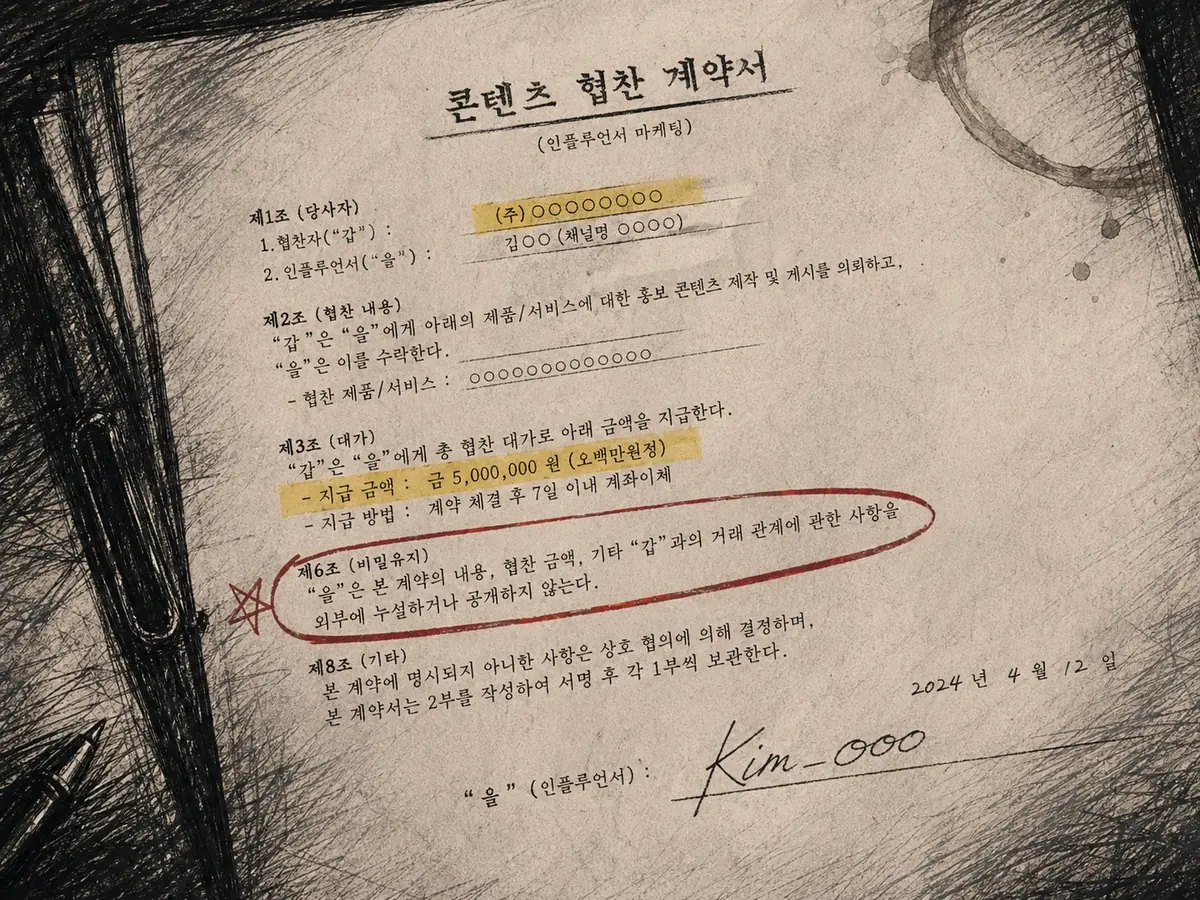 콘텐츠 협찬 계약서
(인플루언서 마케팅)
제1조 (당사자)
1.협찬자(“갑”) : (주)○○○○○○○○
2.인플루언서(“을”) : 김○○ (채널명 ○○○○)
제2조 (협찬 내용)
“갑”은 “을”에게 아래의 제품/서비스에 대한 홍보 콘텐츠 제작 및 게시를 의뢰하고,
“을”은 이를 수락한다.
- 협찬 제품/서비스 : ○○○○○○○○○○○○
제3조 (대가)
“갑”은 “을”에게 총 협찬 대가로 아래 금액을 지급한다.
- 지급 금액 : 금 5,000,000 원 (오백만원정)
- 지급 방법 : 계약 체결 후 7일 이내 계좌이체
제6조 (비밀유지)
“을”은 본 계약의 내용, 협찬 금액, 기타 “갑”과의 거래 관계에 관한 사항을
외부에 누설하거나 공개하지 않는다.
제8조 (기타)
본 계약에 명시되지 아니한 사항은 상호 협의에 의해 결정하며,
본 계약서는 2부를 작성하여 서명 후 각 1부씩 보관한다.
2024 년 4 월 12 일
“을” (인플루언서) : Kim-ooo